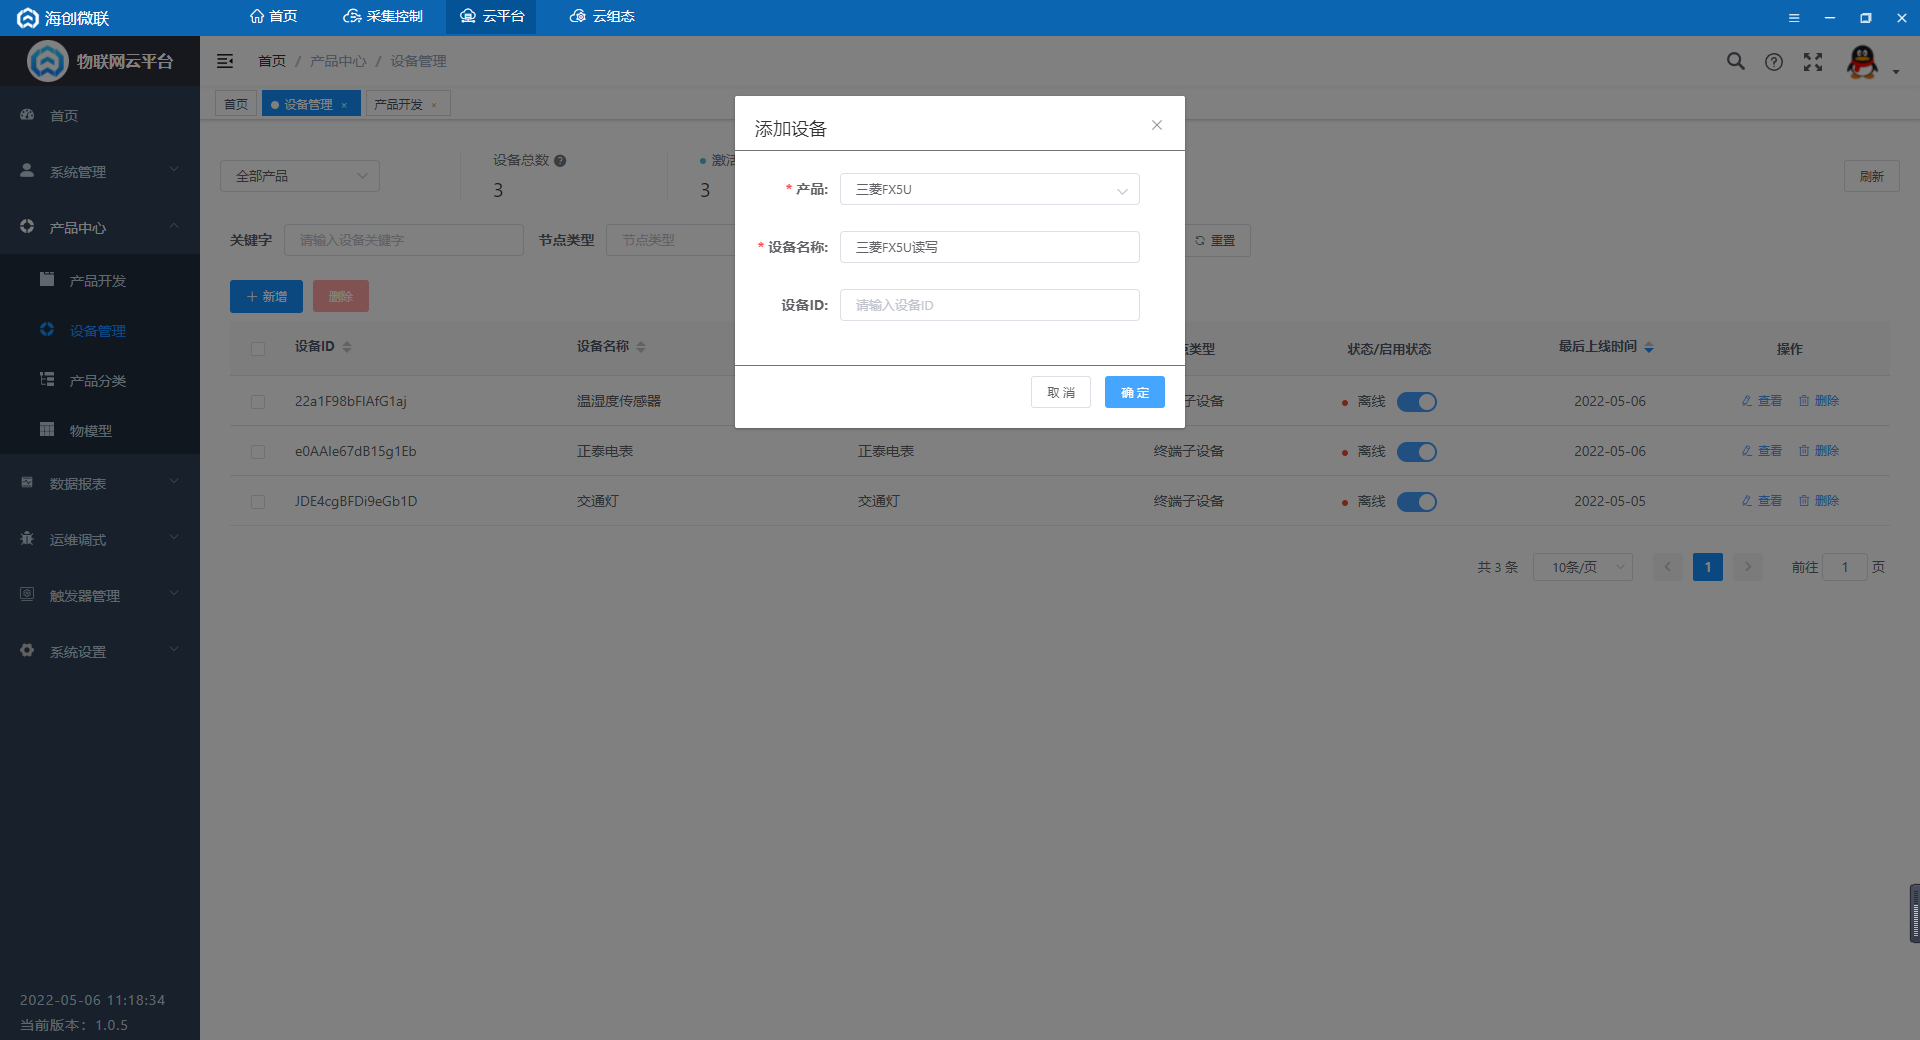 海创微联
首页
采集控制
云平台
云组态
物联网云平台
首页 / 产品中心 / 设备管理
首页
设备管理 ×
产品开发 ×
首页
系统管理
产品中心
产品开发
设备管理
产品分类
物模型
数据报表
运维调式
触发器管理
系统设置
2022-05-06 11:18:34
当前版本：1.0.5
全部产品
设备总数
3
激活
3
刷新
关键字 请输入设备关键字
节点类型 节点类型
重置
+ 新增
删除
设备ID 设备名称 点类型 状态/启用状态 最后上线时间 操作
22a1F98bFIAfG1aj 温湿度传感器 子设备 离线 2022-05-06 查看 删除
e0AAIe67dB15g1Eb 正泰电表 正泰电表 终端子设备 离线 2022-05-06 查看 删除
JDE4cgBFDi9eGb1D 交通灯 交通灯 终端子设备 离线 2022-05-05 查看 删除
共 3 条 10条/页 1 前往 1 页
添加设备
* 产品: 三菱FX5U
* 设备名称: 三菱FX5U读写
设备ID: 请输入设备ID
取 消
确 定